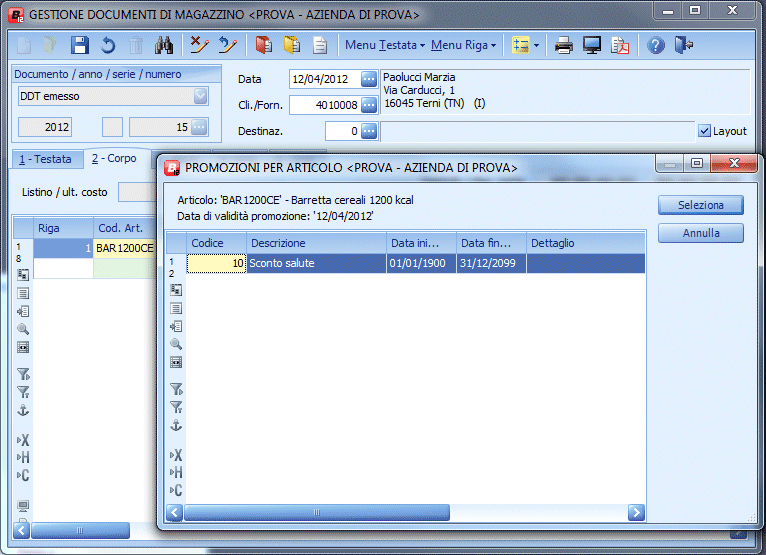 GESTIONE DOCUMENTI DI MAGAZZINO <PROVA - AZIENDA DI PROVA>
Menu Testata Menu Riga
Documento / anno / serie / numero
DDT emesso
2012 15
Data 12/04/2012
Cli./Forn. 4010008
Destinaz. 0
Paolucci Marzia
Via Carducci, 1
16045 Terni (TN) (I)
Layout
1 - Testata 2 - Corpo
Listino / ult. costo
Riga Cod. Art.
1 1 BAR1200CE
8
X
H
C
PROMOZIONI PER ARTICOLO <PROVA - AZIENDA DI PROVA>
Articolo: 'BAR1200CE' - Barretta cereali 1200 kcal
Data di validità promozione: '12/04/2012'
Seleziona
Annulla
Codice Descrizione Data ini... Data fin... Dettaglio
1 10 Sconto salute 01/01/1900 31/12/2099
2
X
H
C